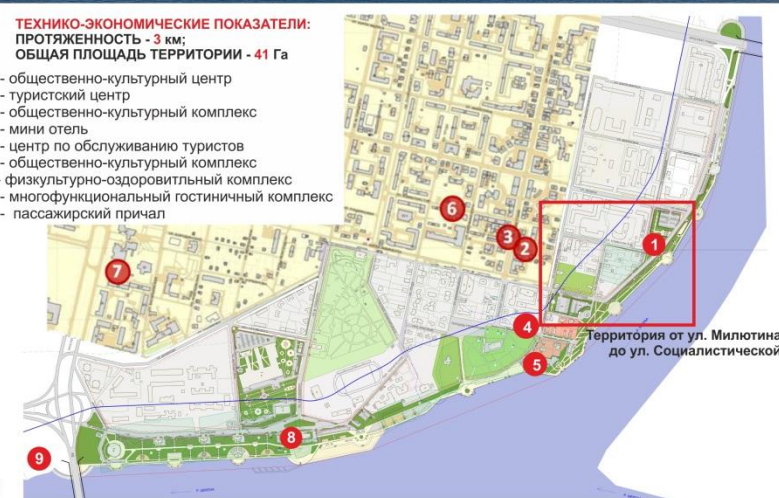 ТЕХНИКО-ЭКОНОМИЧЕСКИЕ ПОКАЗАТЕЛИ:
ПРОТЯЖЕННОСТЬ - 3 км;
ОБЩАЯ ПЛОЩАДЬ ТЕРРИТОРИИ - 41 Га
- общественно-культурный центр
- туристский центр
- общественно-культурный комплекс
- мини отель
- центр по обслуживанию туристов
- общественно-культурный комплекс
- физкультурно-оздоровитльный комплекс
- многофункциональный гостиничный комплекс
- пассажирский причал
6
3
2
1
7
4
Территория от ул. Милютина
до ул. Социалистической
5
8
9